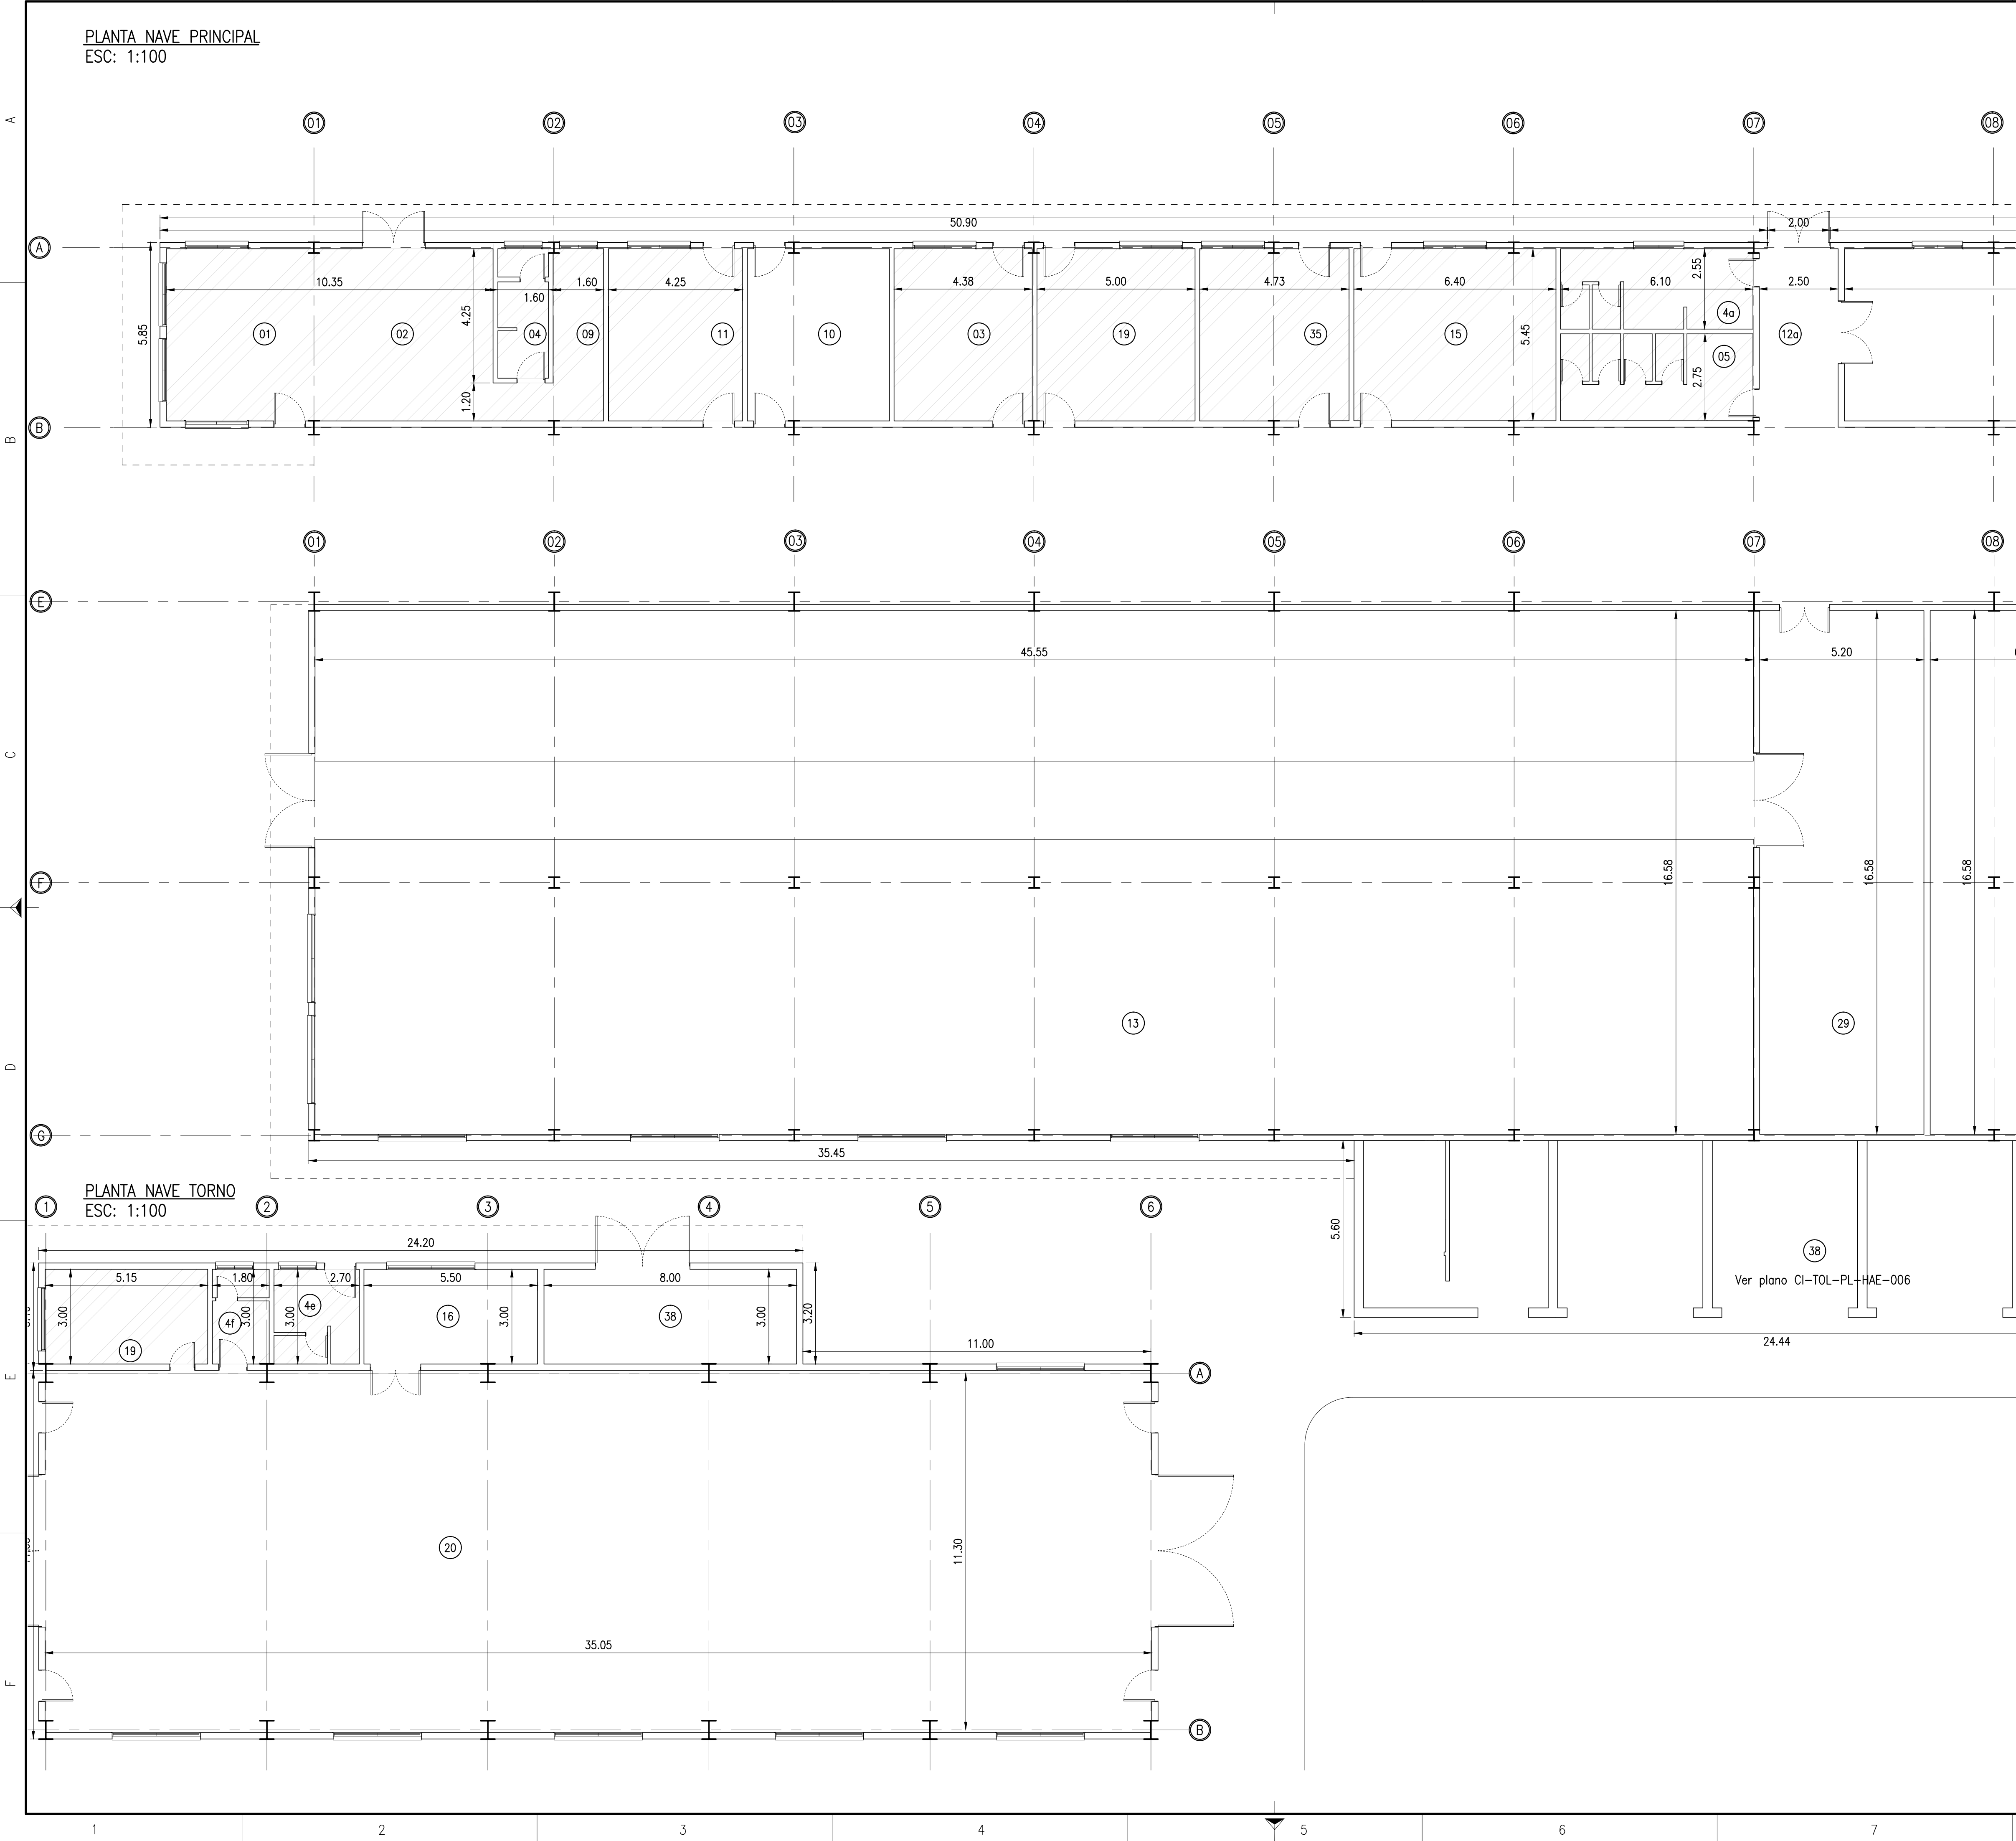 PLANTA NAVE PRINCIPAL
ESC: 1:100
A
01 02 03 04 05 06 07 08
50.90
2.00
A
10.35
1.60
1.60
4.25
4.38
5.00
4.73
6.40
6.10
2.50
2.55
4.25
5.85
01 02 04 09 11 10 03 19 35 15 4a 12a
5.45
05
2.75
1.20
B
B
01 02 03 04 05 06 07 08
E
45.55
5.20
C
F
16.58
16.58
16.58
13
29
D
G
35.45
PLANTA NAVE TORNO
ESC: 1:100
1 2 3 4 5 6
5.60
24.20
38
5.15
1.80
2.70
5.50
8.00
Ver plano CI-TOL-PL-HAE-006
3.00
3.00
3.00
3.00
3.00
3.20
4e
4f
16
38
19
11.00
24.44
A
E
20
11.30
35.05
F
B
1 2 3 4 5 6 7